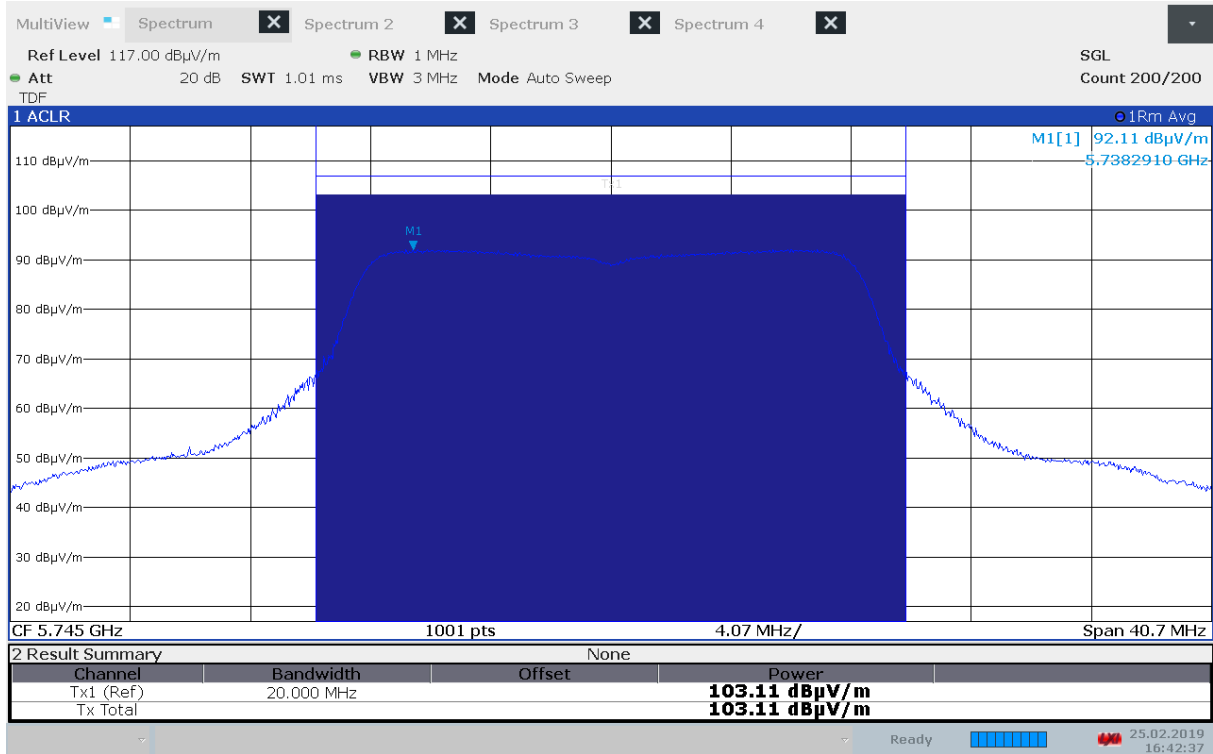 MultiView Spectrum X Spectrum 2 X Spectrum 3 X Spectrum 4 X
Ref Level 117.00 dBµV/m RBW 1 MHz SGL
Att 20 dB SWT 1.01 ms VBW 3 MHz Mode Auto Sweep Count 200/200
TDF
1 ACLR 1Rm Avg
M1[1] 92.11 dBµV/m
5.7382910 GHz
110 dBµV/m
Tx1
100 dBµV/m
M1
90 dBµV/m
80 dBµV/m
70 dBµV/m
60 dBµV/m
50 dBµV/m
40 dBµV/m
30 dBµV/m
20 dBµV/m
CF 5.745 GHz 1001 pts 4.07 MHz/ Span 40.7 MHz
2 Result Summary None
Channel Bandwidth Offset Power
Tx1 (Ref) 20.000 MHz 103.11 dBµV/m
Tx Total 103.11 dBµV/m
Ready 25.02.2019
16:42:37